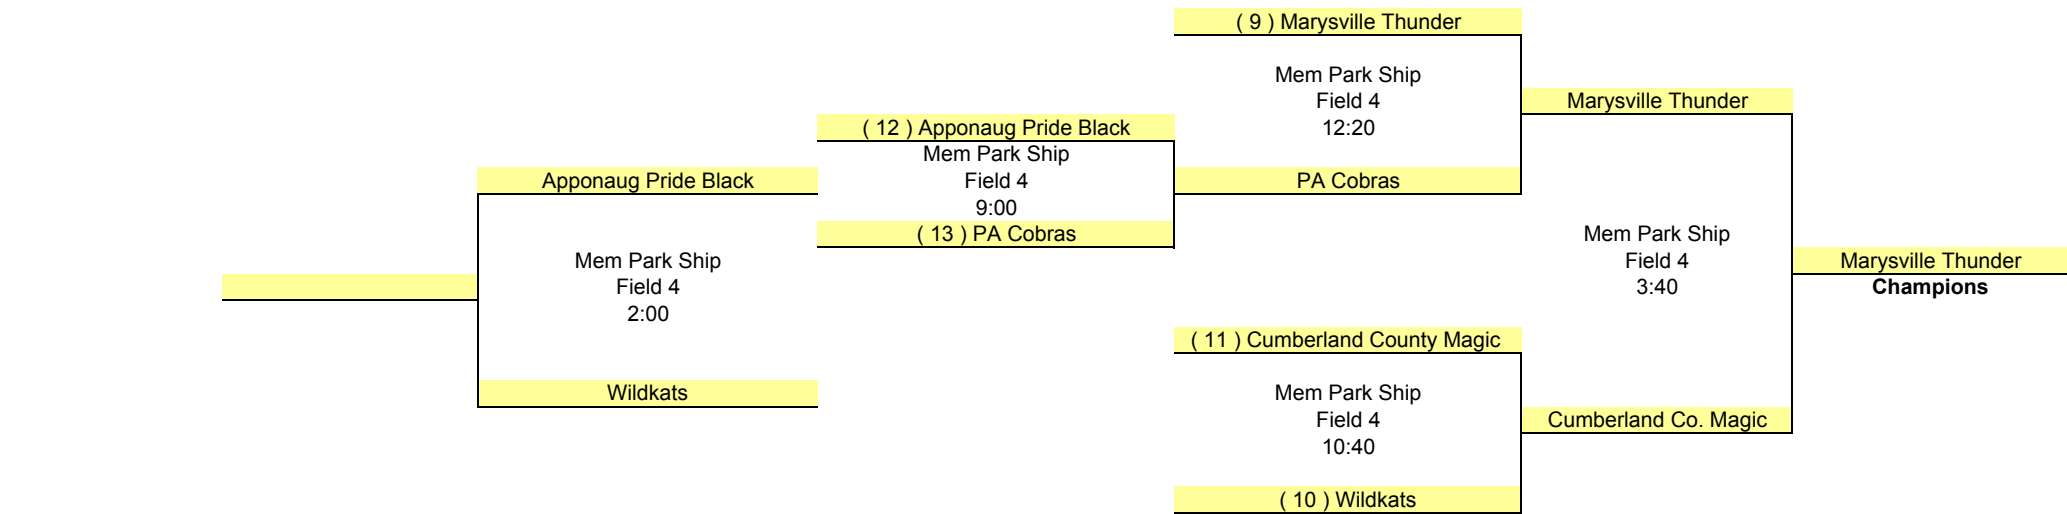 ( 9 ) Marysville Thunder
Mem Park Ship
Field 4
12:20
Marysville Thunder
( 12 ) Apponaug Pride Black
Mem Park Ship
Field 4
9:00
Apponaug Pride Black
PA Cobras
( 13 ) PA Cobras
Mem Park Ship
Field 4
2:00
Mem Park Ship
Field 4
3:40
Marysville Thunder
Champions
( 11 ) Cumberland County Magic
Wildkats
Mem Park Ship
Field 4
10:40
Cumberland Co. Magic
( 10 ) Wildkats